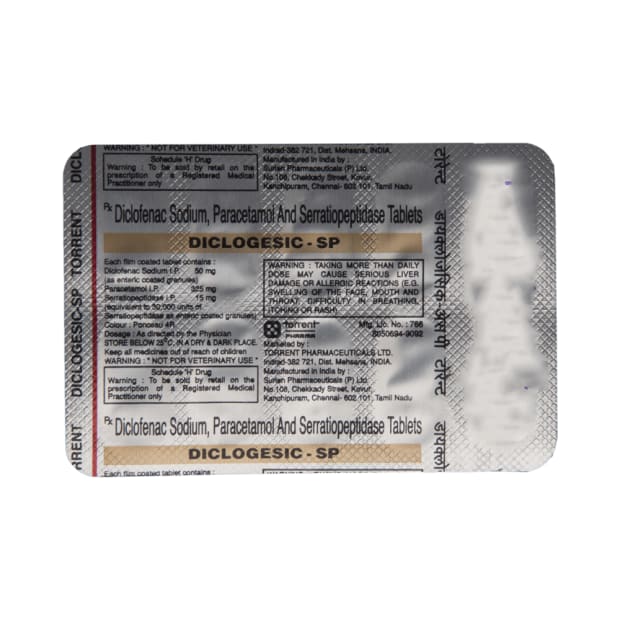 WARNING : " NOT FOR VETERINARY USE "
Schedule 'H' Drug
Warning : To be sold by retail on the
prescription of a Registered Medical
Practitioner only
Indrad-382 721, Dist. Mehsana, INDIA.
Manufactured in India by :
Surien Pharmaceuticals (P) Ltd.
No.108, Chekkady Street, Kavur,
Kanchipuram, Chennai- 602 101, Tamil Nadu
Rx Diclofenac Sodium, Paracetamol And Serratiopeptidase Tablets
DICLOGESIC - SP
Each film coated tablet contains :
Diclofenac Sodium I.P. 50 mg
(as enteric coated granules)
Paracetamol I.P. 325 mg
Serratiopeptidase I.P. 15 mg
(equivalent to 30,000 units of
Serratiopeptidase as enteric coated granules)
Colour : Ponceau 4R
Dosage : As directed by the Physician
STORE BELOW 25°C, IN A DRY & DARK PLACE.
Keep all medicines out of reach of children
WARNING : " NOT FOR VETERINARY USE "
Schedule 'H' Drug
Warning : To be sold by retail on the
prescription of a Registered Medical
Practitioner only
WARNING : TAKING MORE THAN DAILY
DOSE MAY CAUSE SERIOUS LIVER
DAMAGE OR ALLERGIC REACTIONS (E.G.
SWELLING OF THE FACE, MOUTH AND
THROAT, DIFFICULTY IN BREATHING,
ITCHING OR RASH)
torrent
PHARMA
Mfg. Lic. No. : 766
8050694-9092
Marketed by :
TORRENT PHARMACEUTICALS LTD.
Indrad-382 721, Dist. Mehsana, INDIA.
Manufactured in India by :
Surien Pharmaceuticals (P) Ltd.
No.108, Chekkady Street, Kavur,
Kanchipuram, Chennai- 602 101, Tamil Nadu
Rx Diclofenac Sodium, Paracetamol And Serratiopeptidase Tablets
DICLOGESIC - SP
Each film coated tablet contains :
RRENT DICLOGESIC-SP TORRENT DICL
डायक्लो टोरेन्ट डायक्लोजेसिक-एस पी टोरेन्ट